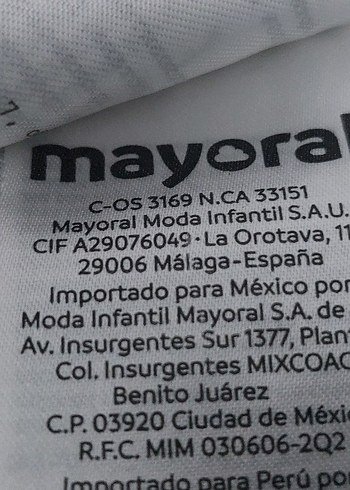 mayoral
C-OS 3169 N.CA 33151
Mayoral Moda Infantil S.A.U.
CIF A29076049·La Orotava, 11
29006 Málaga-España
Importado para México por
Moda Infantil Mayoral S.A. de
Av. Insurgentes Sur 1377, Plan
Col. Insurgentes MIXCOAC
Benito Juárez
C.P. 03920 Ciudad de Méxi
R.F.C. MIM 030606-2Q2
Importado para Perú por